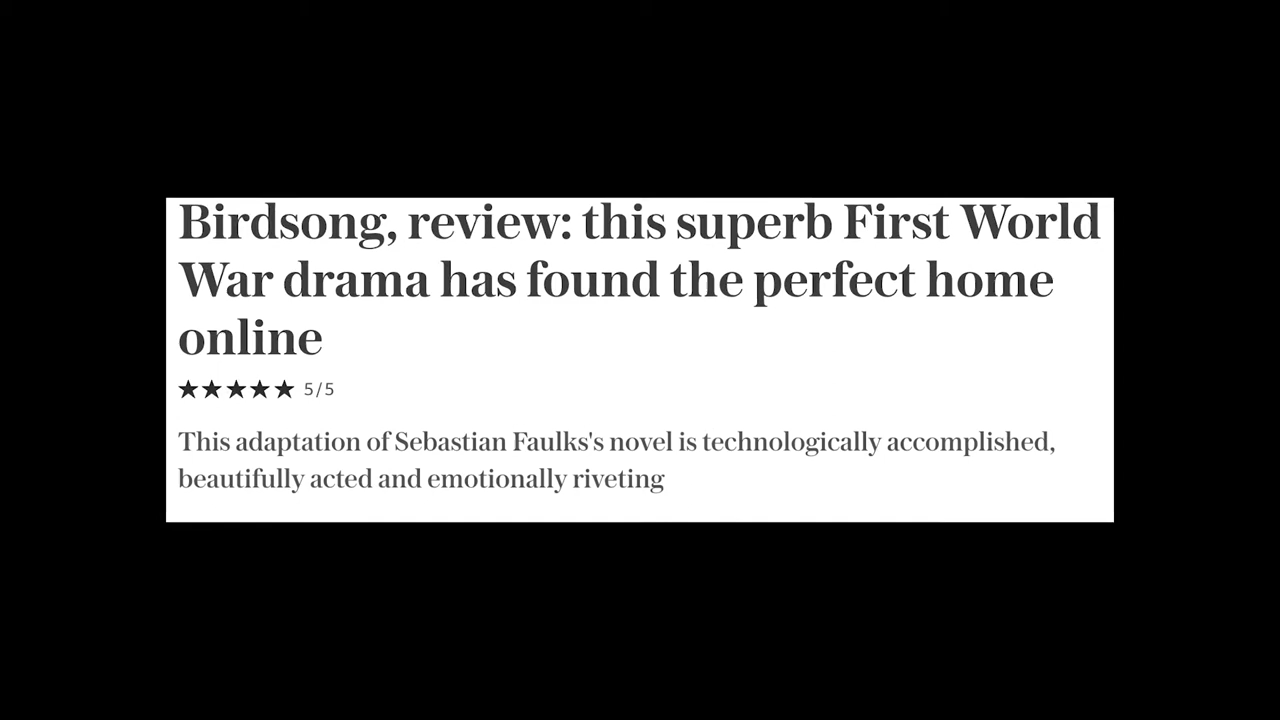 Birdsong, review: this superb First World
War drama has found the perfect home
online
★★★★★ 5/5
This adaptation of Sebastian Faulks's novel is technologically accomplished,
beautifully acted and emotionally riveting